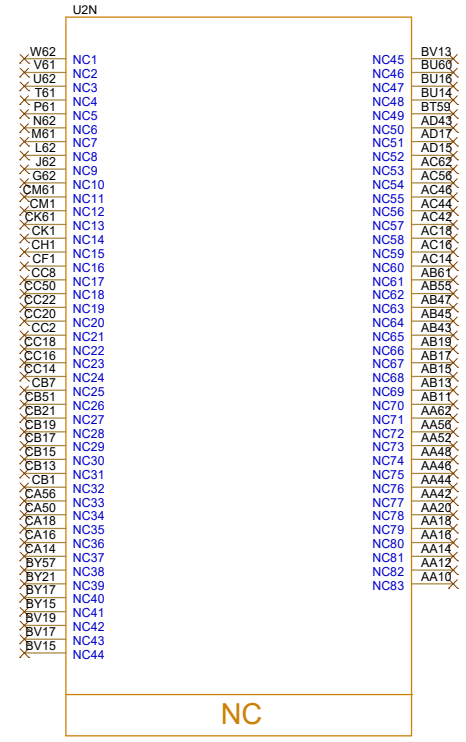 U2N
W62 NC1 NC45 BV13
V61 NC2 NC46 BU60
U62 NC3 NC47 BU16
T61 NC4 NC48 BU14
P61 NC5 NC49 BT59
N62 NC6 NC50 AD43
M61 NC7 NC51 AD17
L62 NC8 NC52 AD15
J62 NC9 NC53 AC62
G62 NC10 NC54 AC56
CM61 NC11 NC55 AC46
CM1 NC12 NC56 AC44
CK61 NC13 NC57 AC42
CK1 NC14 NC58 AC18
CH1 NC15 NC59 AC16
CF1 NC16 NC60 AC14
CC8 NC17 NC61 AB61
CC50 NC18 NC62 AB55
CC22 NC19 NC63 AB47
CC20 NC20 NC64 AB45
CC2 NC21 NC65 AB43
CC18 NC22 NC66 AB19
CC16 NC23 NC67 AB17
CC14 NC24 NC68 AB15
CB7 NC25 NC69 AB13
CB51 NC26 NC70 AB11
CB21 NC27 NC71 AA62
CB19 NC28 NC72 AA56
CB17 NC29 NC73 AA52
CB15 NC30 NC74 AA48
CB13 NC31 NC75 AA46
CB1 NC32 NC76 AA44
CA56 NC33 NC77 AA42
CA50 NC34 NC78 AA20
CA18 NC35 NC79 AA18
CA16 NC36 NC80 AA16
CA14 NC37 NC81 AA14
BY57 NC38 NC82 AA12
BY21 NC39 NC83 AA10
BY17 NC40
BY15 NC41
BV19 NC42
BV17 NC43
BV15 NC44
NC